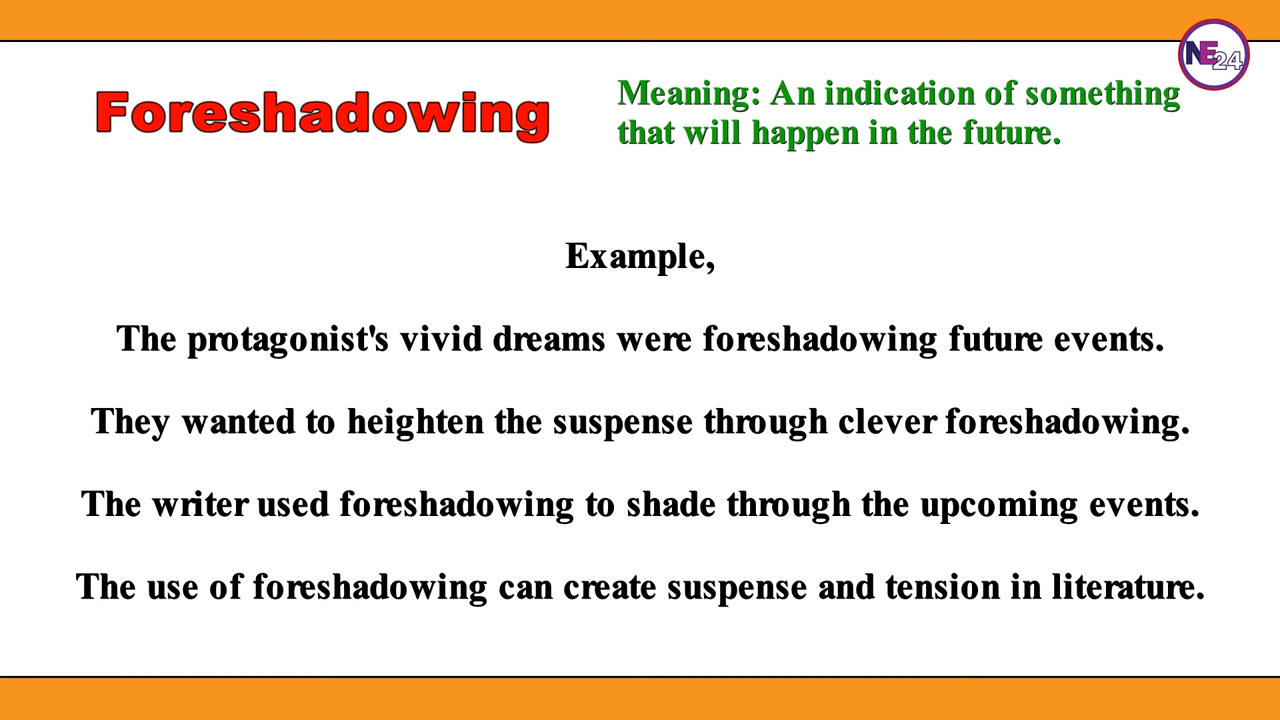 NE24
Foreshadowing
Meaning: An indication of something
that will happen in the future.
Example,
The protagonist's vivid dreams were foreshadowing future events.
They wanted to heighten the suspense through clever foreshadowing.
The writer used foreshadowing to shade through the upcoming events.
The use of foreshadowing can create suspense and tension in literature.